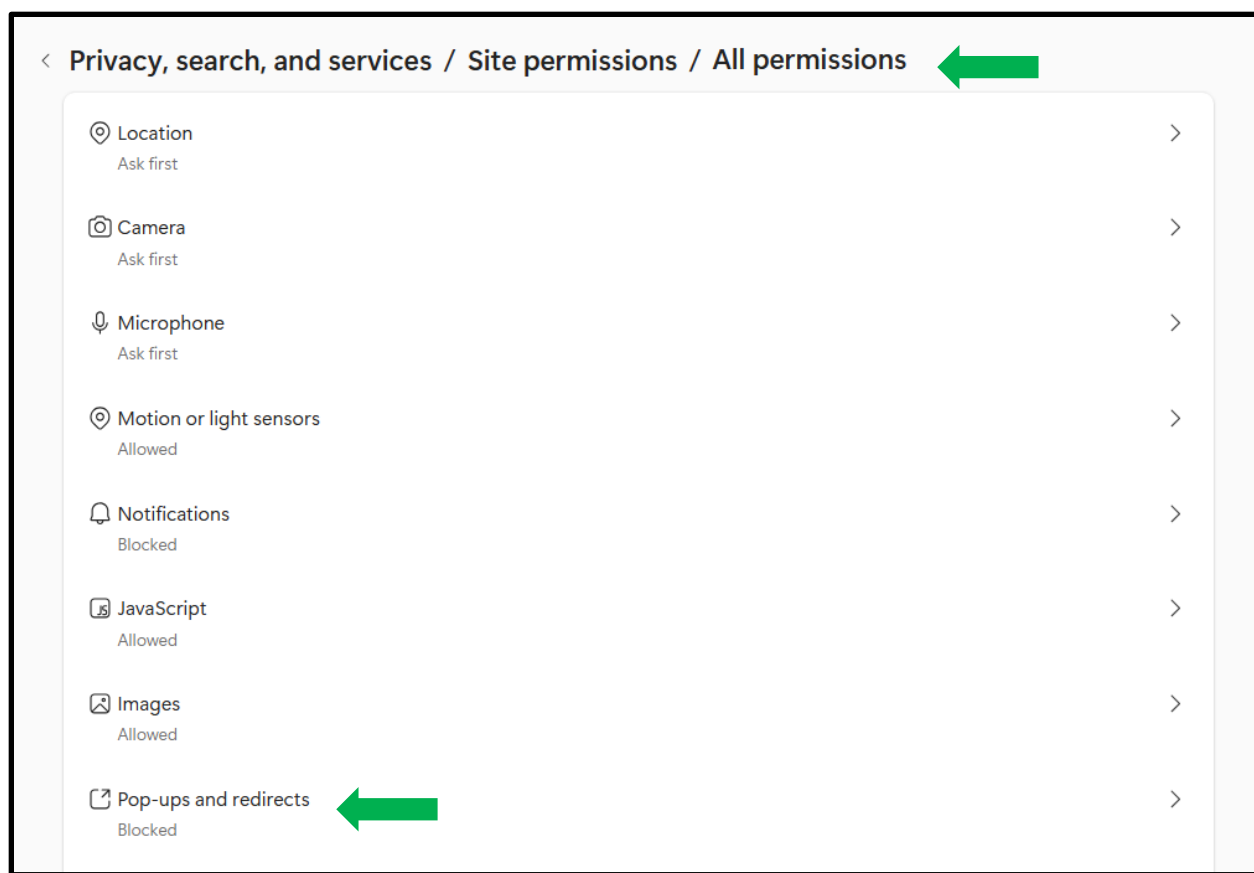 Privacy, search, and services / Site permissions / All permissions
Location
Ask first
Camera
Ask first
Microphone
Ask first
Motion or light sensors
Allowed
Notifications
Blocked
JS JavaScript
Allowed
Images
Allowed
Pop-ups and redirects
Blocked